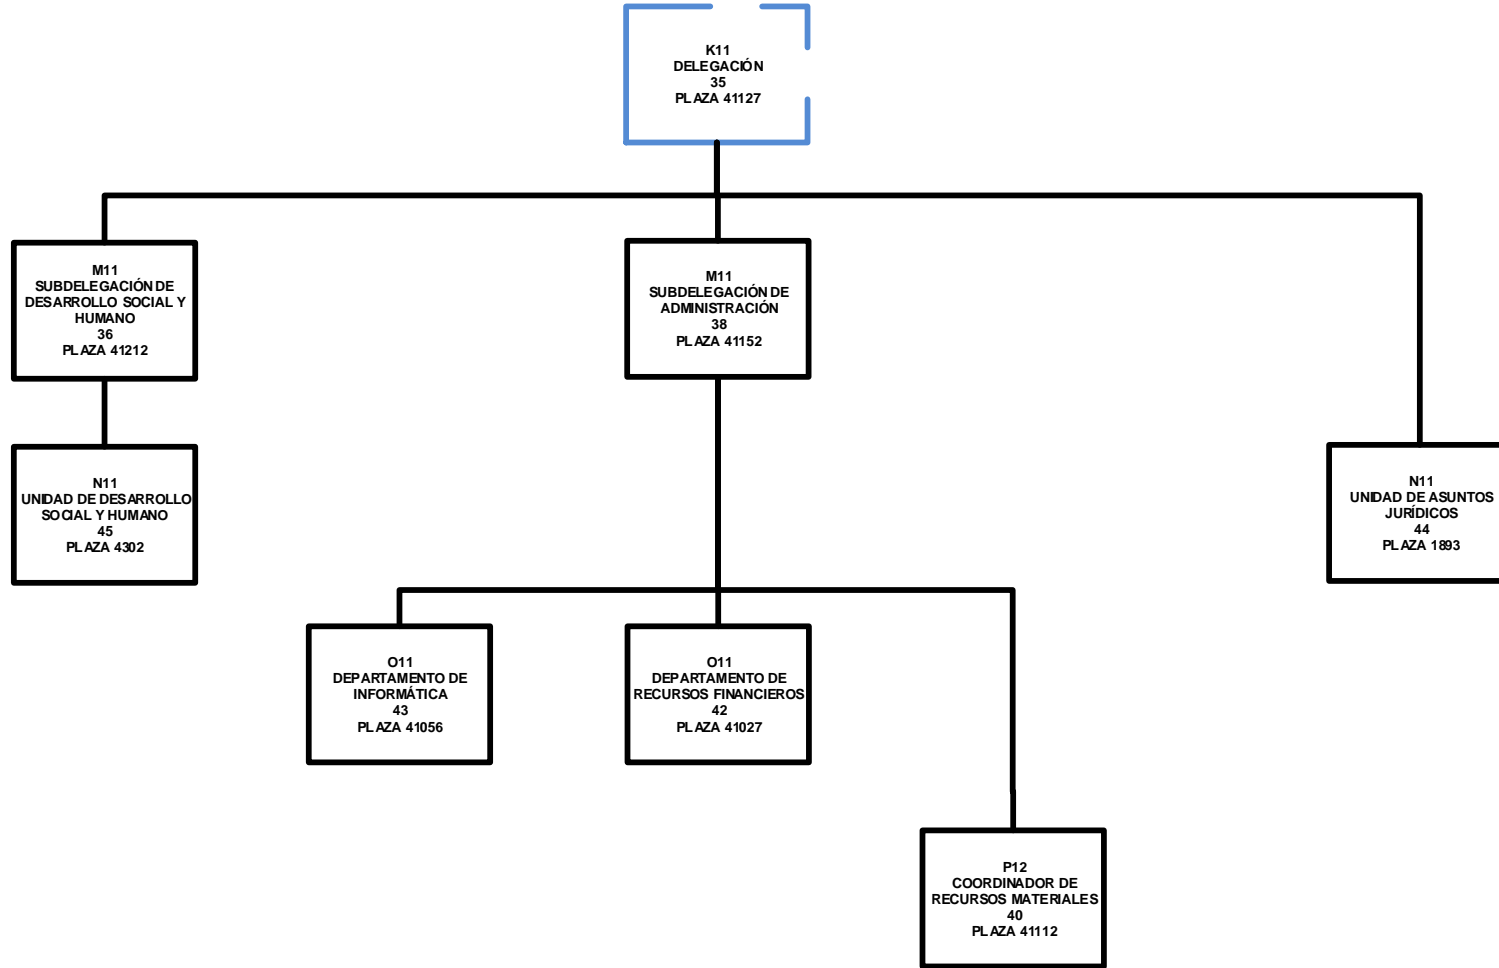 K11
DELEGACIÓN
35
PLAZA 41127
M11
SUBDELEGACIÓN DE
DESARROLLO SOCIAL Y
HUMANO
36
PLAZA 41212
M11
SUBDELEGACIÓN DE
ADMINISTRACIÓN
38
PLAZA 41152
N11
UNIDAD DE DESARROLLO
SOCIAL Y HUMANO
45
PLAZA 4302
N11
UNIDAD DE ASUNTOS
JURÍDICOS
44
PLAZA 1893
O11
DEPARTAMENTO DE
INFORMÁTICA
43
PLAZA 41056
O11
DEPARTAMENTO DE
RECURSOS FINANCIEROS
42
PLAZA 41027
P12
COORDINADOR DE
RECURSOS MATERIALES
40
PLAZA 41112